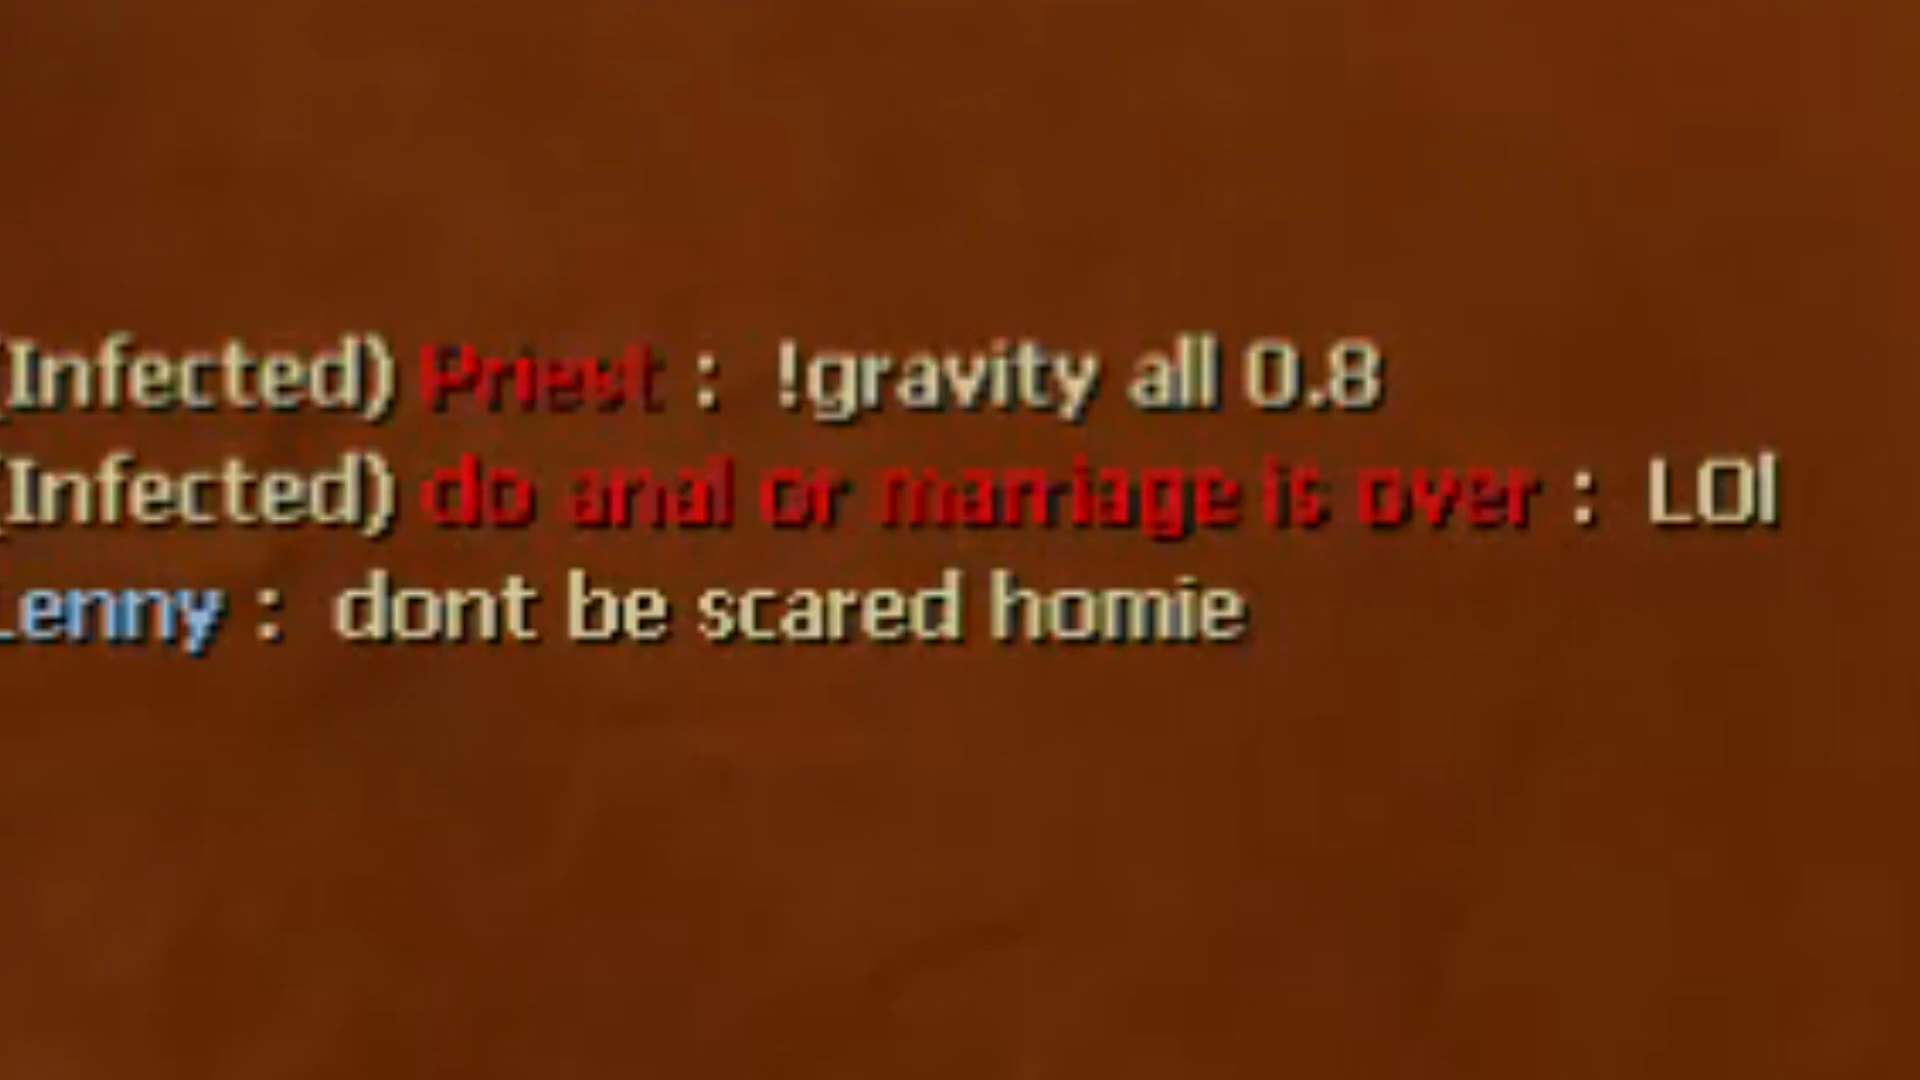 (Infected) Priest :  !gravity all 0.8
(Infected) do anal or marriage is over :  LOl
Lenny :  dont be scared homie